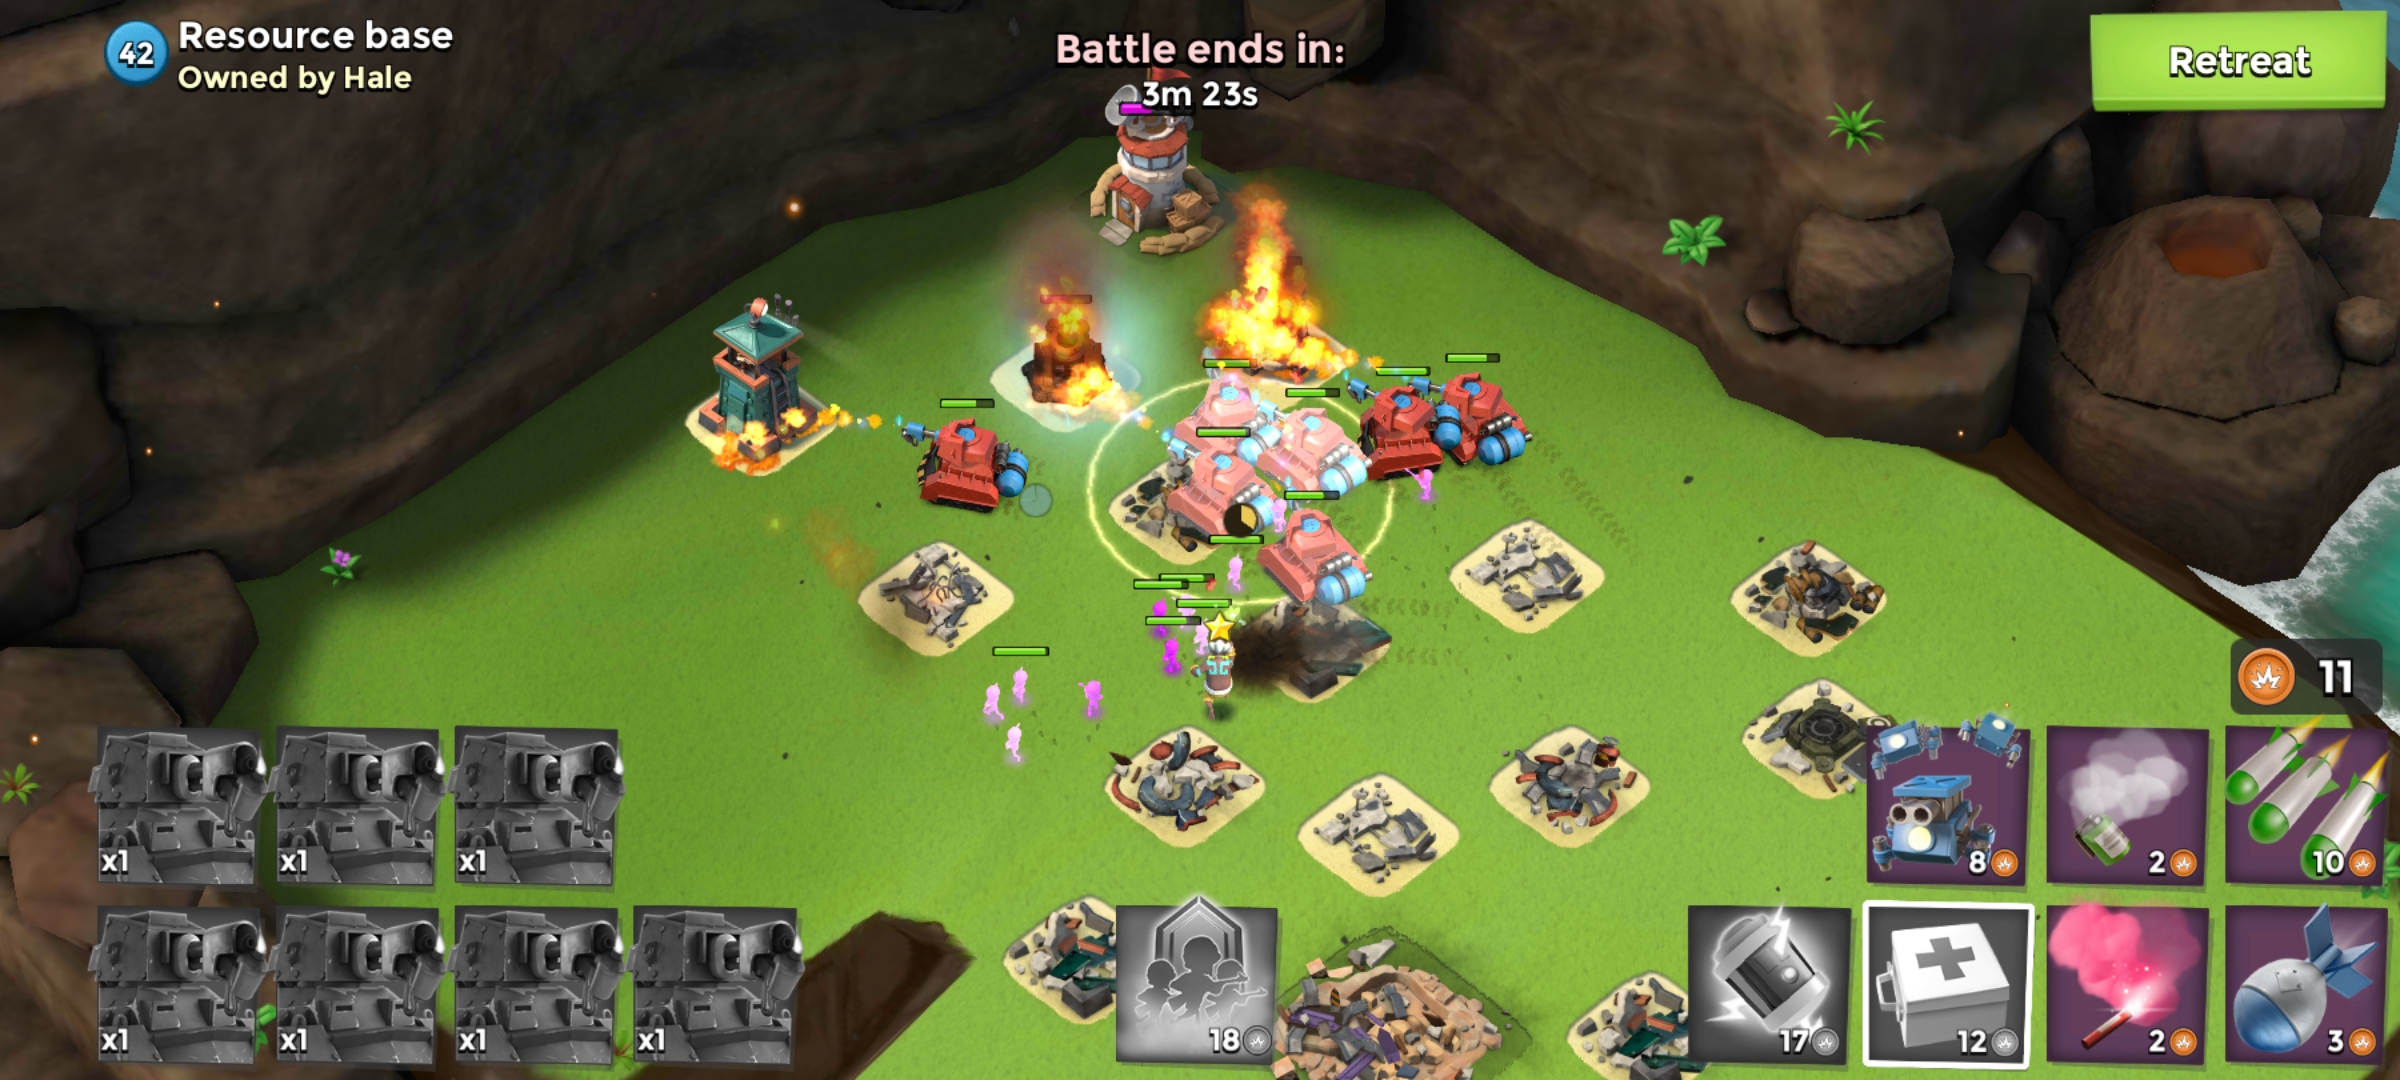 42
Resource base
Owned by Hale
Battle ends in:
3m 23s
Retreat
11
x1
x1
x1
8
2
10
x1
x1
x1
x1
18
17
12
2
3